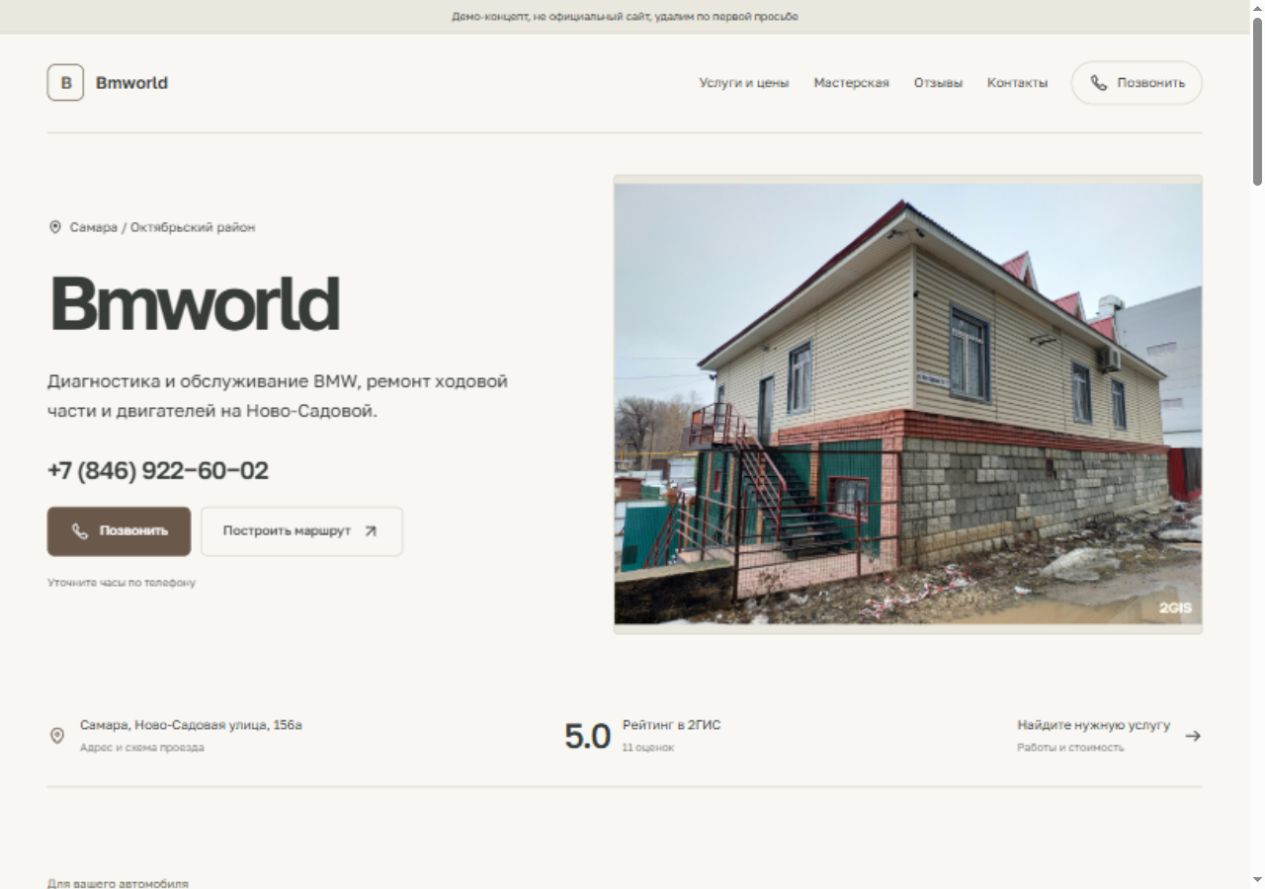 Демо-концепт, не официальный сайт, удалим по первой просьбе
B Bmworld
Услуги и цены Мастерская Отзывы Контакты Позвонить
Самара / Октябрьский район
Bmworld
Диагностика и обслуживание BMW, ремонт ходовой
части и двигателей на Ново-Садовой.
+7 (846) 922−60−02
Позвонить Построить маршрут
Уточните часы по телефону
2GIS
Самара, Ново-Садовая улица, 156а
Адрес и схема проезда
5.0 Рейтинг в 2ГИС
11 оценок
Найдите нужную услугу
Работы и стоимость
Для вашего автомобиля